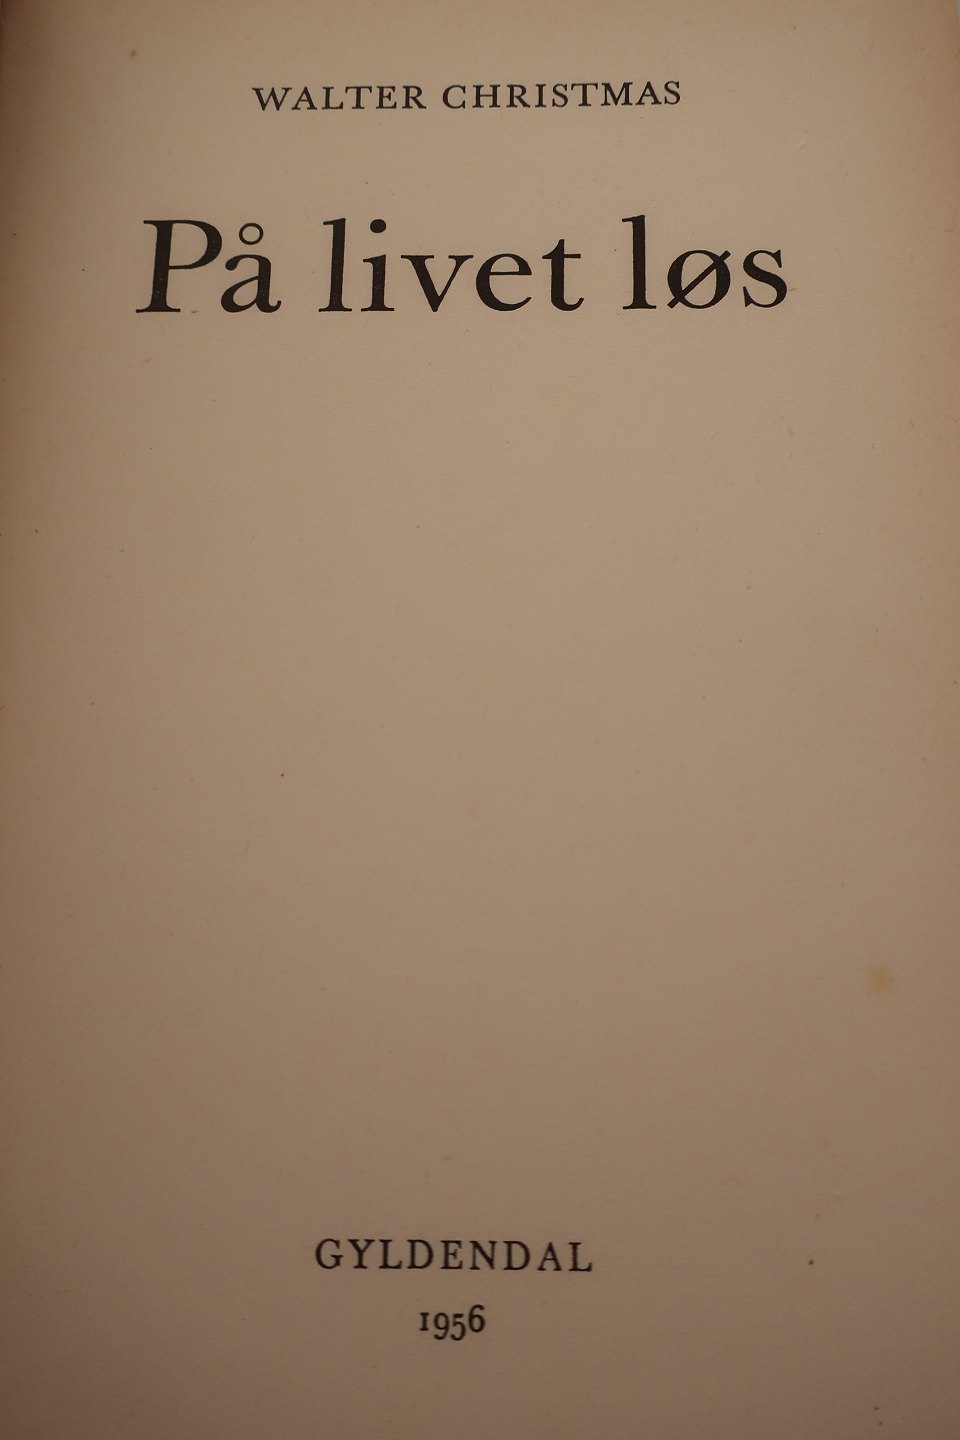 WALTER CHRISTMAS
På livet løs
GYLDENDAL
1956